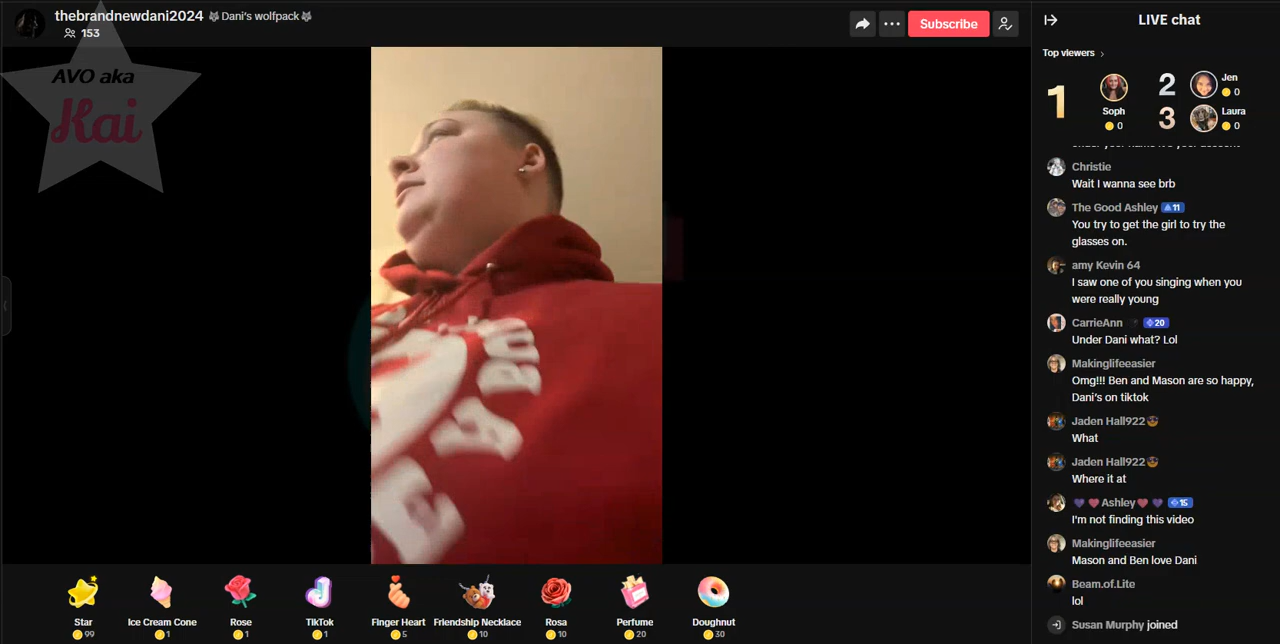 thebrandnewdani2024 🐺Dani's wolfpack🐺
153
Subscribe
AVO aka
Kai
LIVE chat
Top viewers
1
Soph
0
2
Jen
0
3
Laura
0
Christie
Wait I wanna see brb
The Good Ashley 11
You try to get the girl to try the
glasses on.
amy Kevin 64
I saw one of you singing when you
were really young
CarrieAnn 20
Under Dani what? Lol
Makinglifeeasier
Omg!!! Ben and Mason are so happy,
Dani's on tiktok
Jaden Hall922
What
Jaden Hall922
Where it at
💜❤️Ashley❤️💜 15
I'm not finding this video
Makinglifeeasier
Mason and Ben love Dani
Beam.of.Lite
lol
Susan Murphy joined
Star
99
Ice Cream Cone
1
Rose
1
TikTok
1
Finger Heart
5
Friendship Necklace
10
Rosa
10
Perfume
20
Doughnut
30